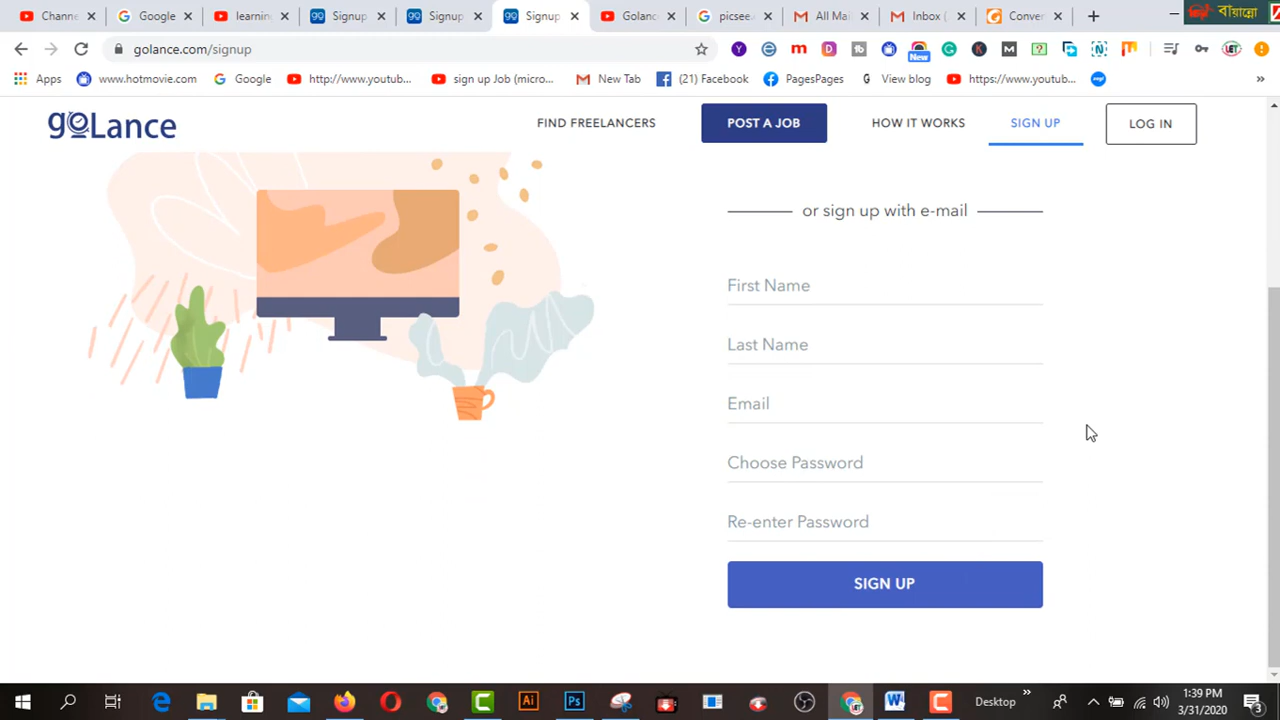 Channe
Google
learning
Signup
Signup
Signup
Golanc
picsee
All Mai
Inbox (
Conver
বায়ান্নো
golance.com/signup
New
Apps
www.hotmovie.com
Google
http://www.youtub...
sign up Job (micro...
New Tab
(21) Facebook
PagesPages
View blog
https://www.youtub...
»
goLance
FIND FREELANCERS
POST A JOB
HOW IT WORKS
SIGN UP
LOG IN
or sign up with e-mail
First Name
Last Name
Email
Choose Password
Re-enter Password
SIGN UP
Desktop
1:39 PM
3/31/2020
3